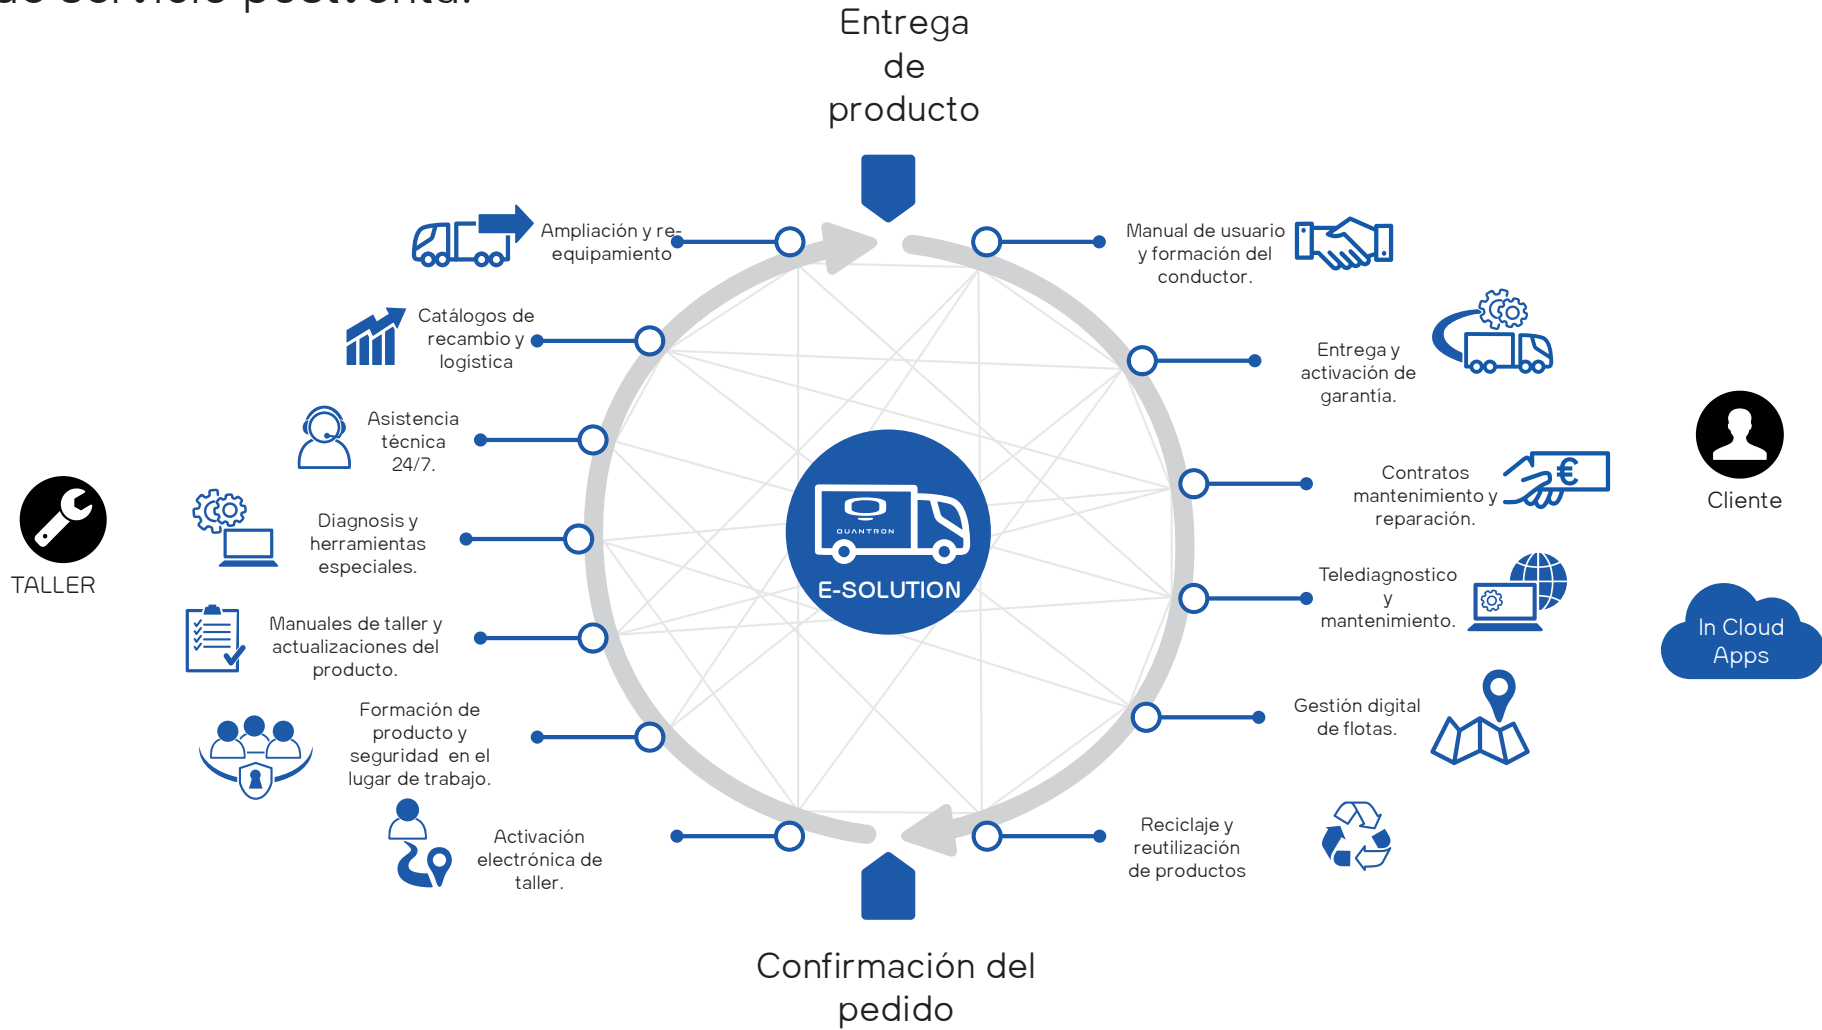 de servicio postventa.
Entrega
de
producto
Ampliación y re-
equipamiento
Manual de usuario
y formación del
conductor.
Catálogos de
recambio y
logística
Entrega y
activación de
garantía.
Asistencia
técnica
24/7.
Contratos
mantenimiento y
reparación.
Cliente
Diagnosis y
herramientas
especiales.
TALLER
QUANTRON
E-SOLUTION
Telediagnostico
y
mantenimiento.
In Cloud
Apps
Manuales de taller y
actualizaciones del
producto.
Formación de
producto y
seguridad en el
lugar de trabajo.
Gestión digital
de flotas.
Activación
electrónica de
taller.
Reciclaje y
reutilización
de productos
Confirmación del
pedido